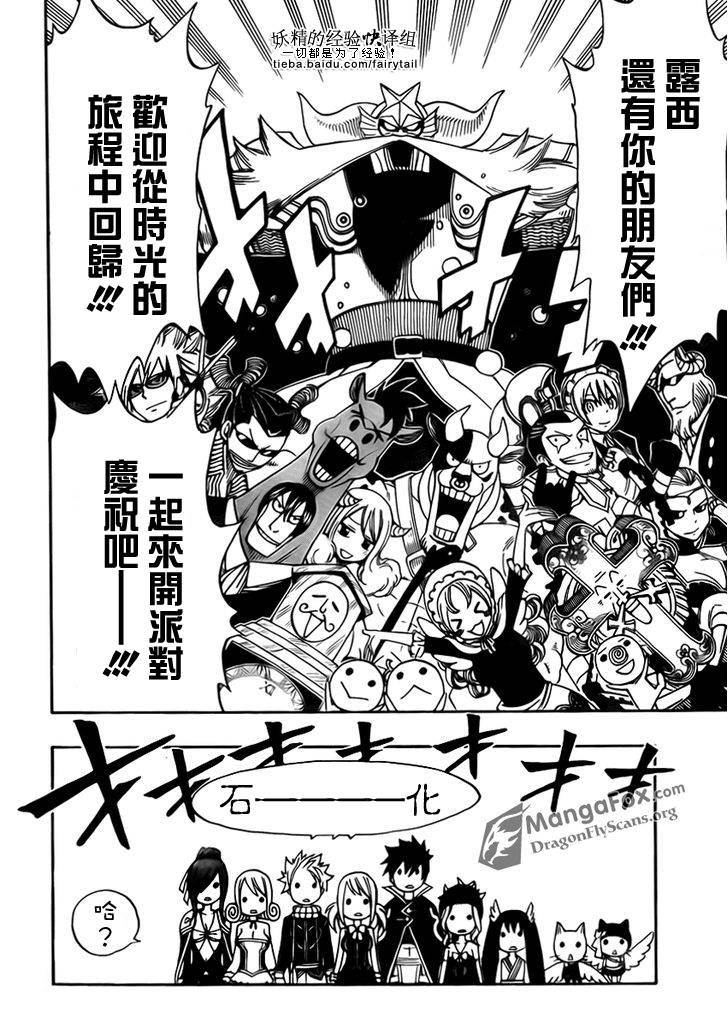 妖精的经验快译组
一切都是为了经验！
tieba.baidu.com/fairytail
露西
還有你的朋友們!!!
歡迎從時光的
旅程中回歸!!!
一起來開派對
慶祝吧——!!!
石————化
哈？
MangaFox.com
DragonFlyScans.org